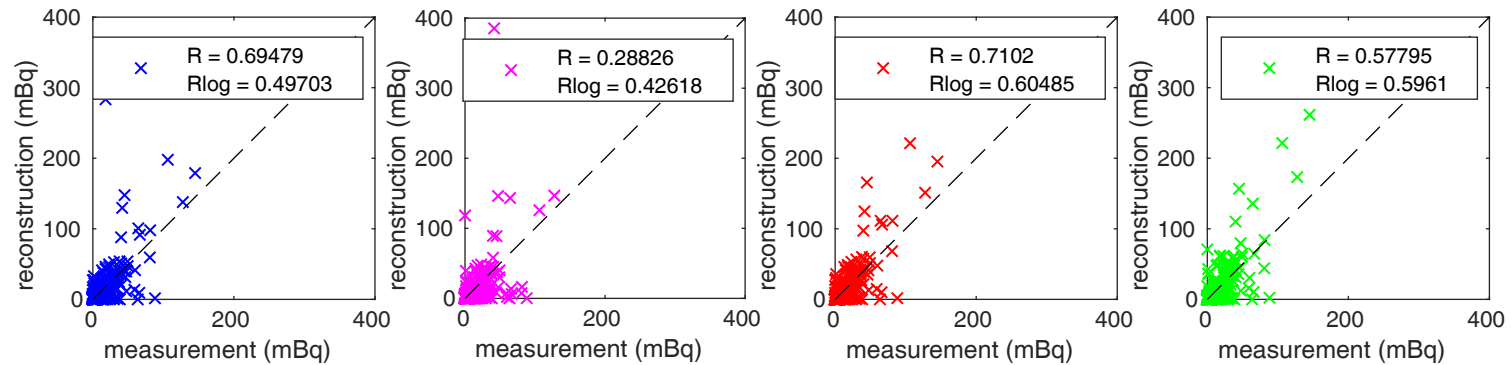 400
300
200
100
0
reconstruction (mBq)
R = 0.69479
Rlog = 0.49703
0
200
400
measurement (mBq)
400
300
200
100
0
reconstruction (mBq)
R = 0.28826
Rlog = 0.42618
0
200
400
measurement (mBq)
400
300
200
100
0
reconstruction (mBq)
R = 0.7102
Rlog = 0.60485
0
200
400
measurement (mBq)
400
300
200
100
0
reconstruction (mBq)
R = 0.57795
Rlog = 0.5961
0
200
400
measurement (mBq)